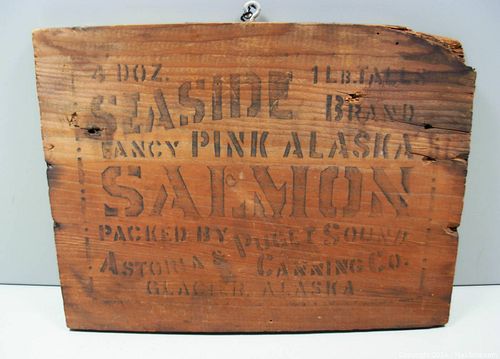 4 DOZ. 1 LB. TALLS
SEASIDE BRAND
FANCY PINK ALASKA
SALMON
PACKED BY PUGET SOUND
ASTORIA & CANNING CO.
GLACIER, ALASKA